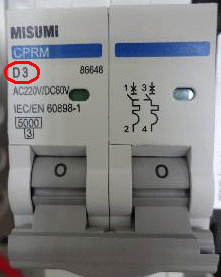 MiSUMi
CPRM
D3 86648
AC220V/DC60V
IEC/EN 60898-1
5000
3
1 3
2 4
O O